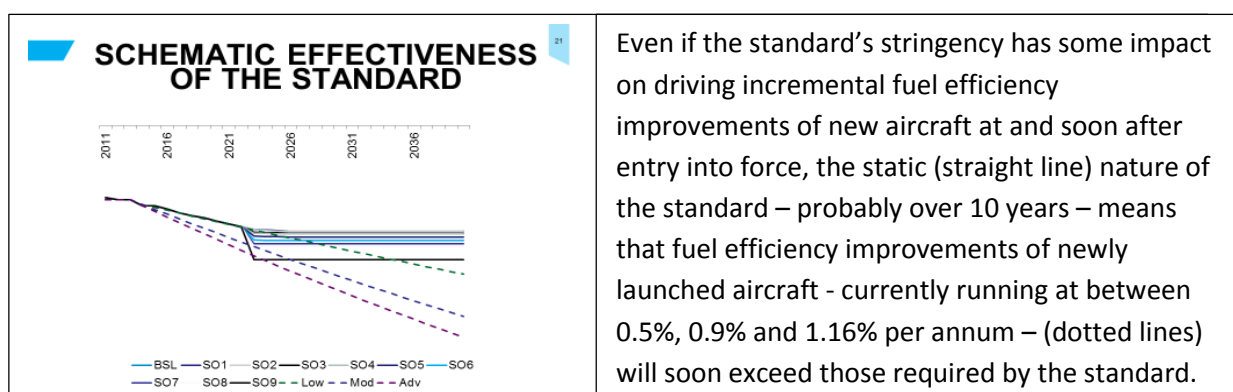 SCHEMATIC EFFECTIVENESS
OF THE STANDARD
21
2011
2016
2021
2026
2031
2036
BSL SO1 SO2 SO3 SO4 SO5 SO6
SO7 SO8 SO9 Low Mod Adv
Even if the standard’s stringency has some impact
on driving incremental fuel efficiency
improvements of new aircraft at and soon after
entry into force, the static (straight line) nature of
the standard – probably over 10 years – means
that fuel efficiency improvements of newly
launched aircraft - currently running at between
0.5%, 0.9% and 1.16% per annum – (dotted lines)
will soon exceed those required by the standard.